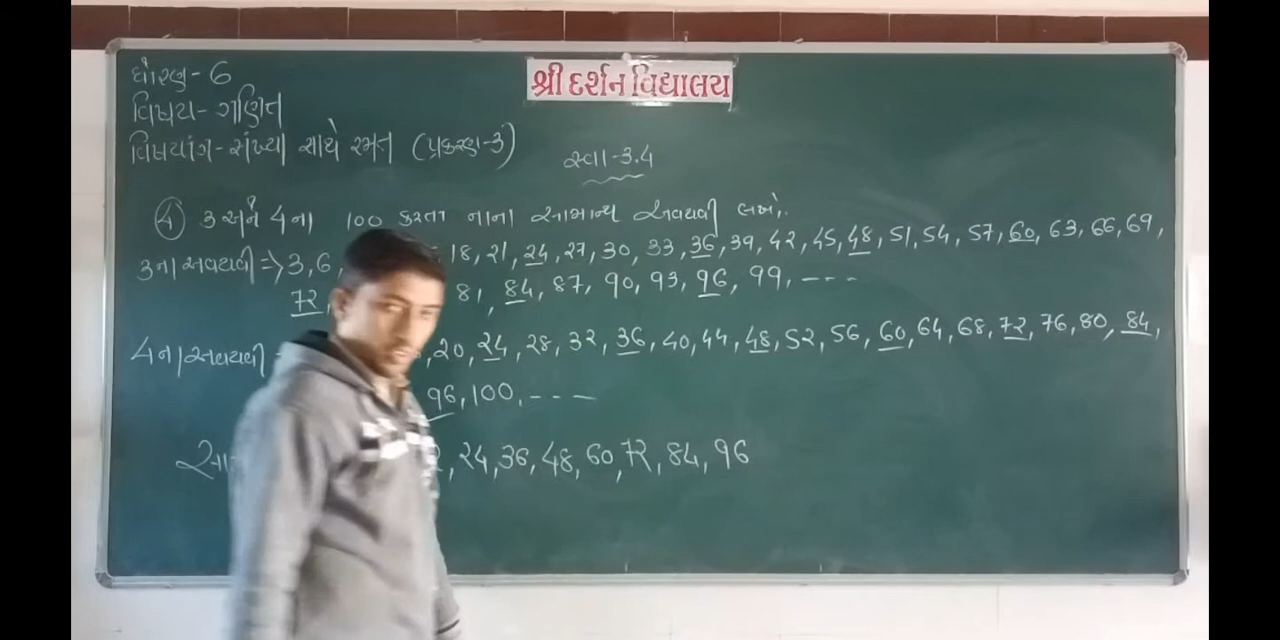 શ્રી દર્શન વિદ્યાલય
ધોરણ - 6
વિષય - ગણિત
વિષયાંગ - સંખ્યા સાથે રમત (પ્રકરણ-3)
સ્વા - 3.4
(4) 3 અને 4 ના 100 કરતા નાના સામાન્ય અવયવી લખો.
3 ના અવયવી => 3, 6, 18, 21, 24, 27, 30, 33, 36, 39, 42, 45, 48, 51, 54, 57, 60, 63, 66, 69,
72, 81, 84, 87, 90, 93, 96, 99, ---
4 ના અવયવી , 20, 24, 28, 32, 36, 40, 44, 48, 52, 56, 60, 64, 68, 72, 76, 80, 84,
96, 100, ---
, 24, 36, 48, 60, 72, 84, 96